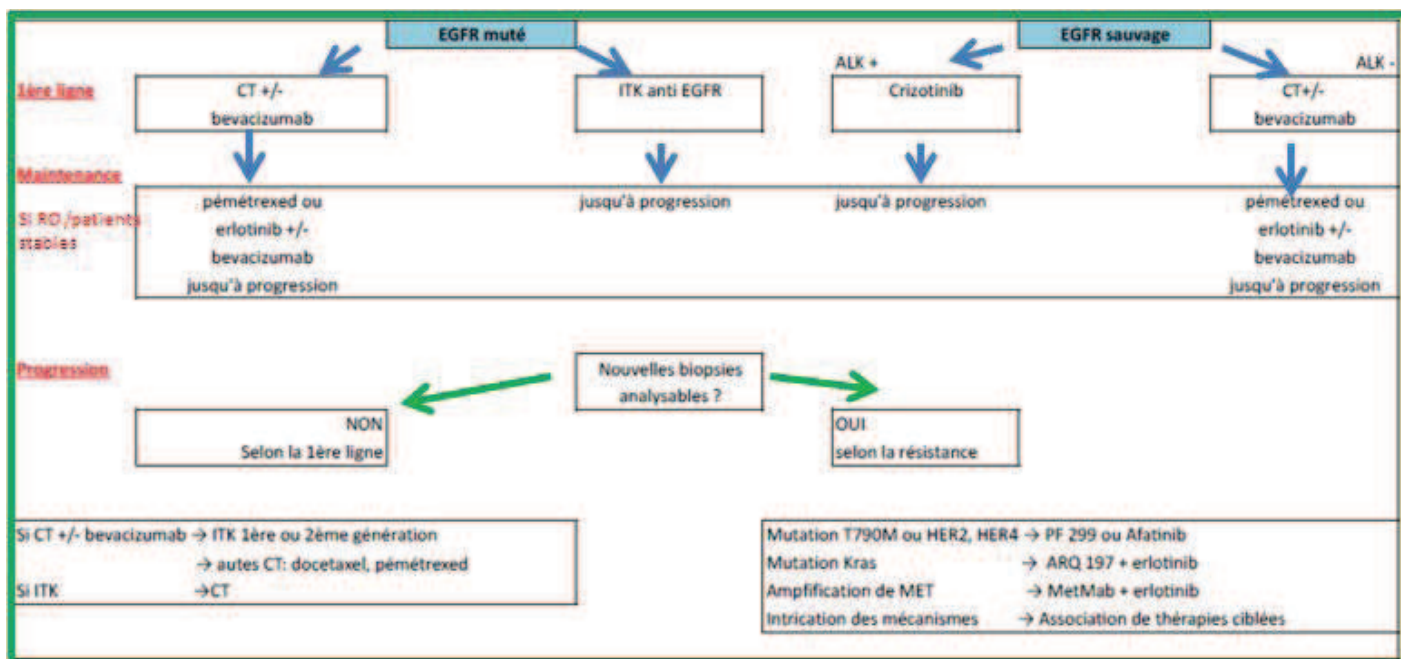 EGFR muté
EGFR sauvage
ALK +
ALK -
1ère ligne
CT +/-
bevacizumab
ITK anti EGFR
Crizotinib
CT+/-
bevacizumab
Maintenance
Si RO /patients
stables
pémétrexed ou
erlotinib +/-
bevacizumab
jusqu'à progression
jusqu'à progression
jusqu'à progression
pémétrexed ou
erlotinib +/-
bevacizumab
jusqu'à progression
Progression
Nouvelles biopsies
analysables ?
NON
Selon la 1ère ligne
OUI
selon la résistance
Si CT +/- bevacizumab → ITK 1ère ou 2ème génération
→ autes CT: docetaxel, pémétrexed
Si ITK →CT
Mutation T790M ou HER2, HER4 → PF 299 ou Afatinib
Mutation Kras → ARQ 197 + erlotinib
Ampfification de MET → MetMab + erlotinib
Intrication des mécanismes → Association de thérapies ciblées